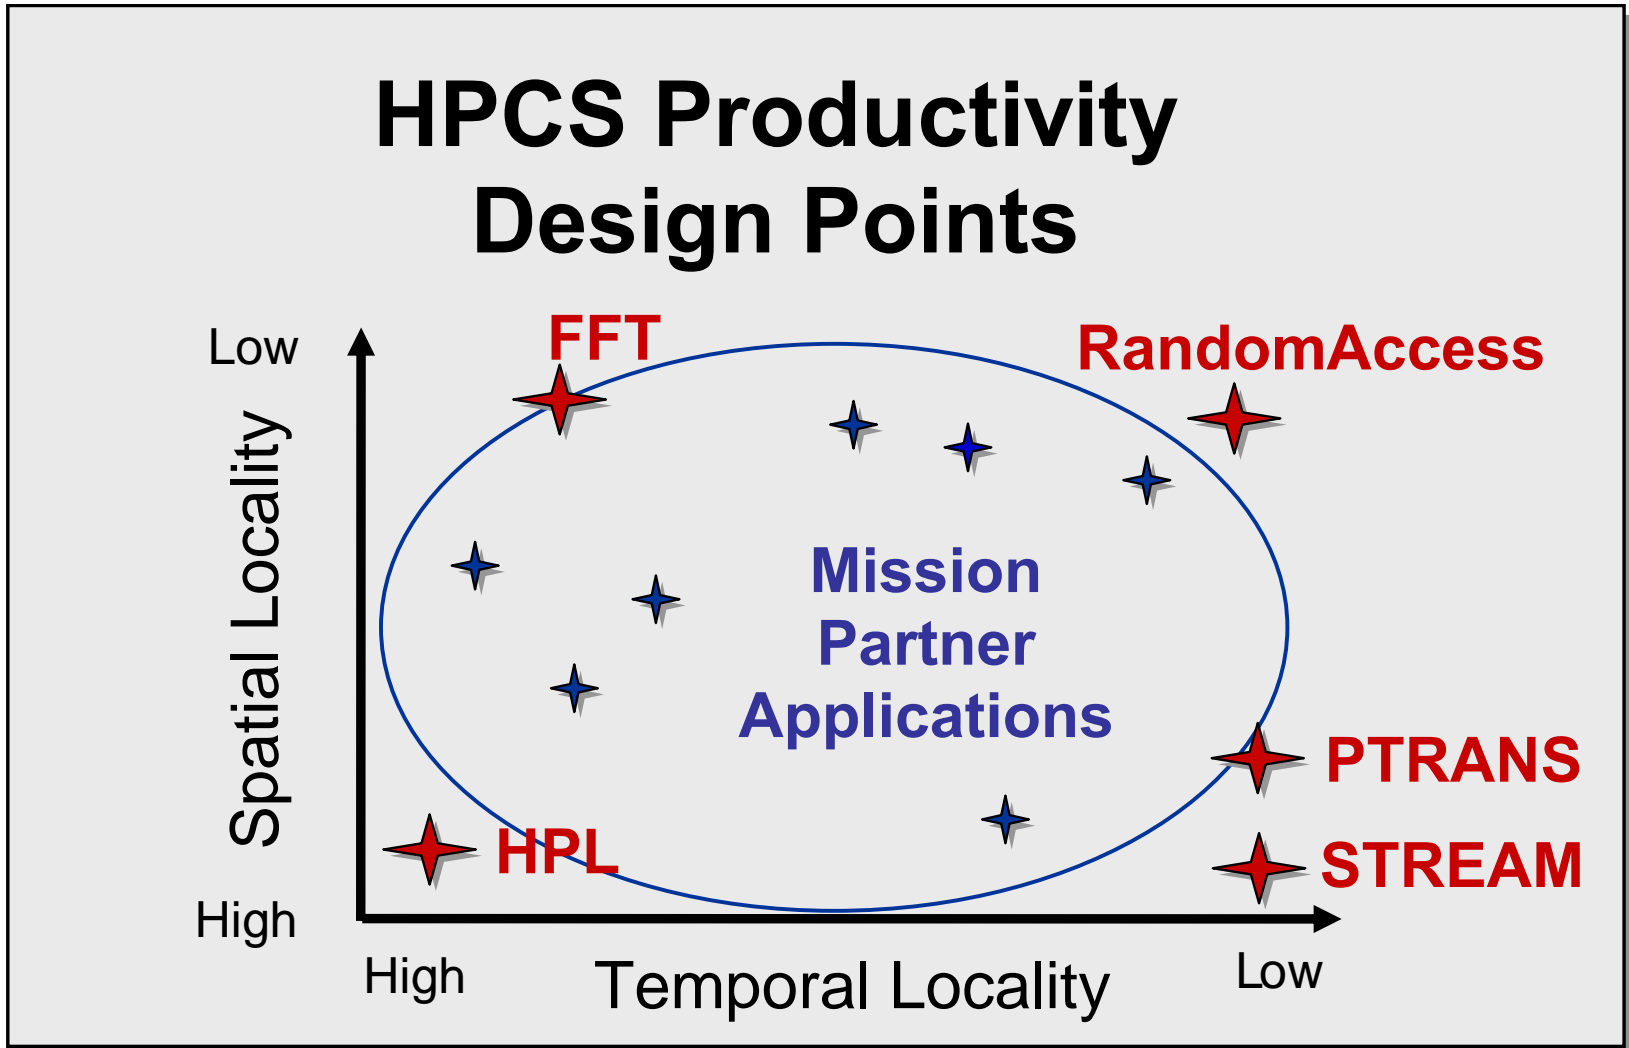 HPCS Productivity
Design Points
Low
FFT
RandomAccess
Spatial Locality
Mission
Partner
Applications
PTRANS
HPL
STREAM
High
High
Temporal Locality
Low